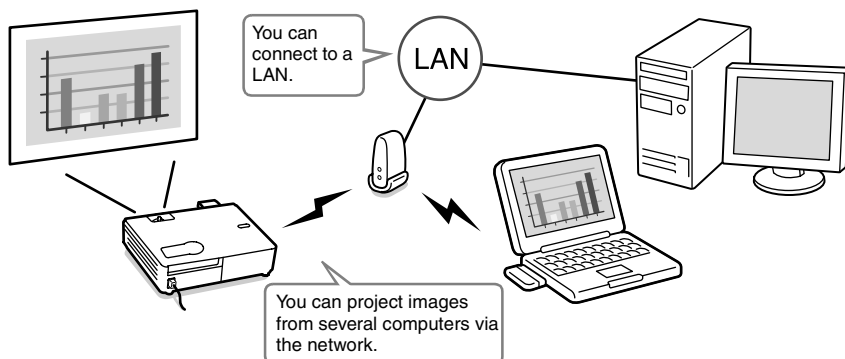 You can
connect to a
LAN.
LAN
You can project images
from several computers via
the network.